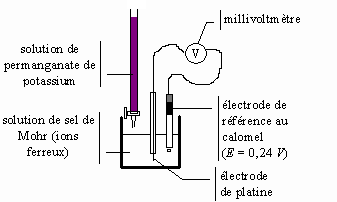 millivoltmètre
V
solution de
permanganate de
potassium
solution de sel de
Mohr (ions
ferreux)
électrode de
référence au
calomel
(E = 0,24 V)
électrode
de platine